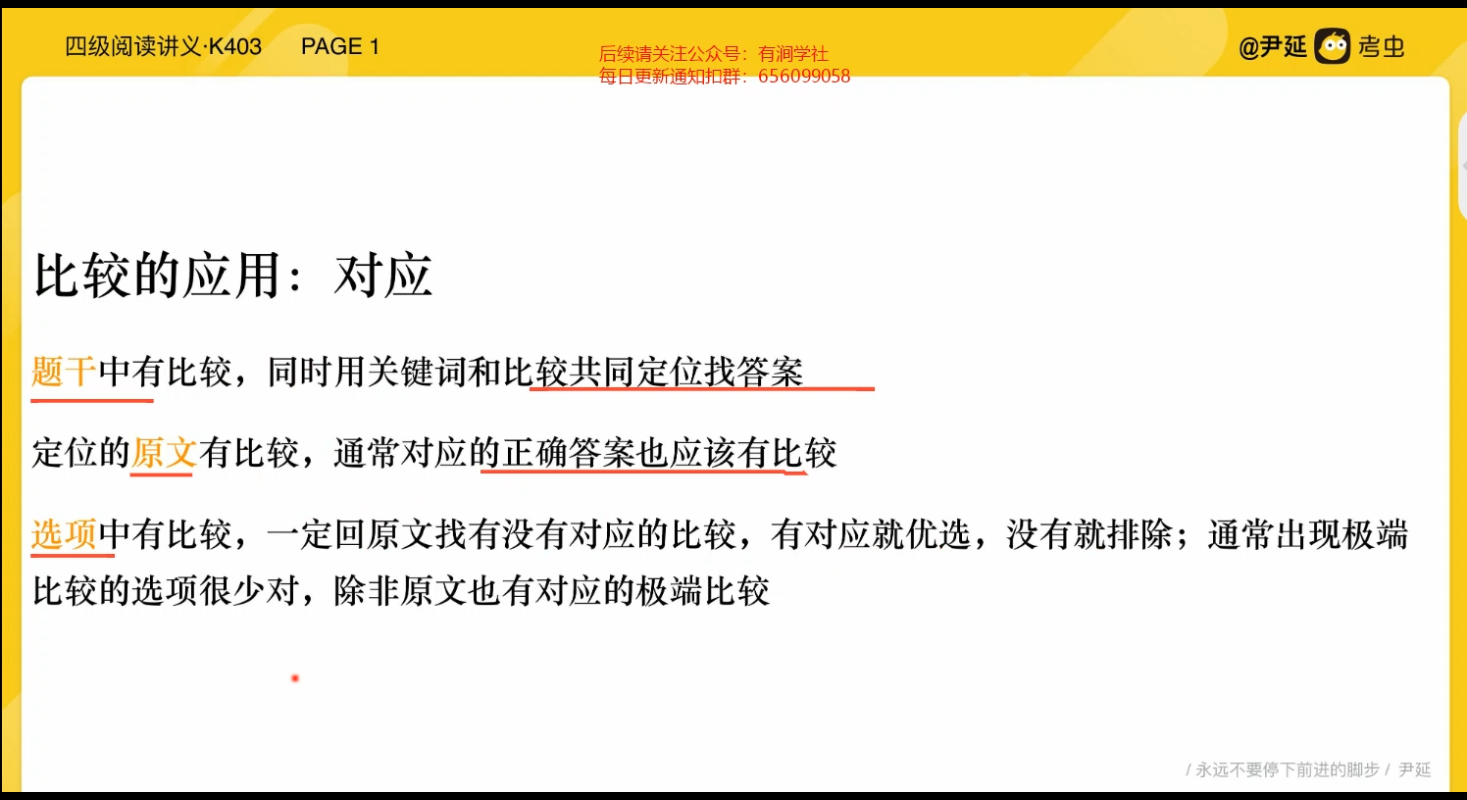 四级阅读讲义·K403 PAGE 1
后续请关注公众号：有涧学社
每日更新通知扣群：656099058
@尹延 考虫
比较的应用：对应
题干中有比较，同时用关键词和比较共同定位找答案
定位的原文有比较，通常对应的正确答案也应该有比较
选项中有比较，一定回原文找有没有对应的比较，有对应就优选，没有就排除；通常出现极端
比较的选项很少对，除非原文也有对应的极端比较
/ 永远不要停下前进的脚步 / 尹延